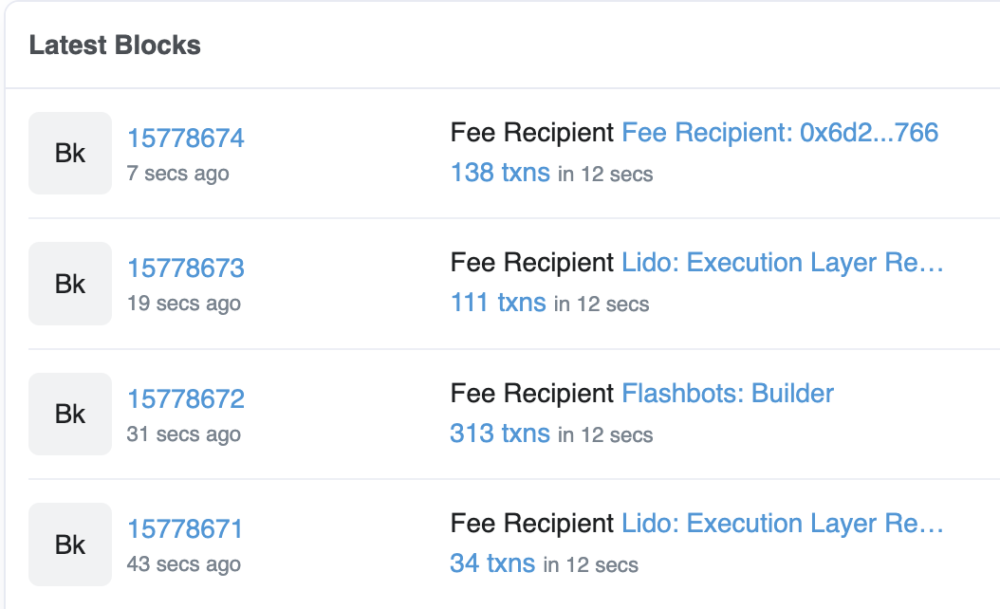 Latest Blocks
Bk
15778674
7 secs ago
Fee Recipient Fee Recipient: 0x6d2...766
138 txns in 12 secs
Bk
15778673
19 secs ago
Fee Recipient Lido: Execution Layer Re...
111 txns in 12 secs
Bk
15778672
31 secs ago
Fee Recipient Flashbots: Builder
313 txns in 12 secs
Bk
15778671
43 secs ago
Fee Recipient Lido: Execution Layer Re...
34 txns in 12 secs